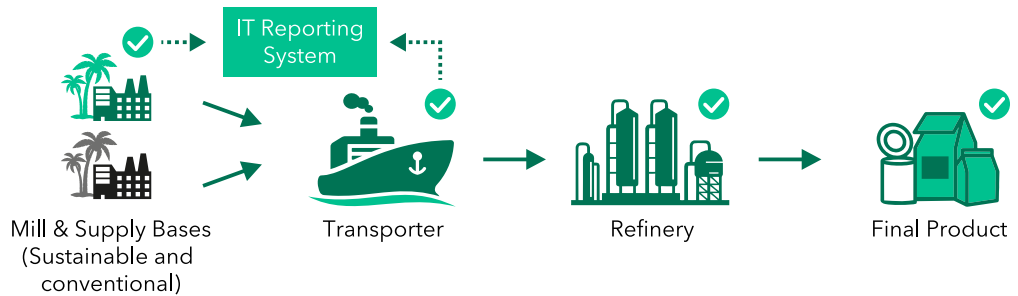 IT Reporting
System
Mill & Supply Bases
(Sustainable and
conventional)
Transporter
Refinery
Final Product